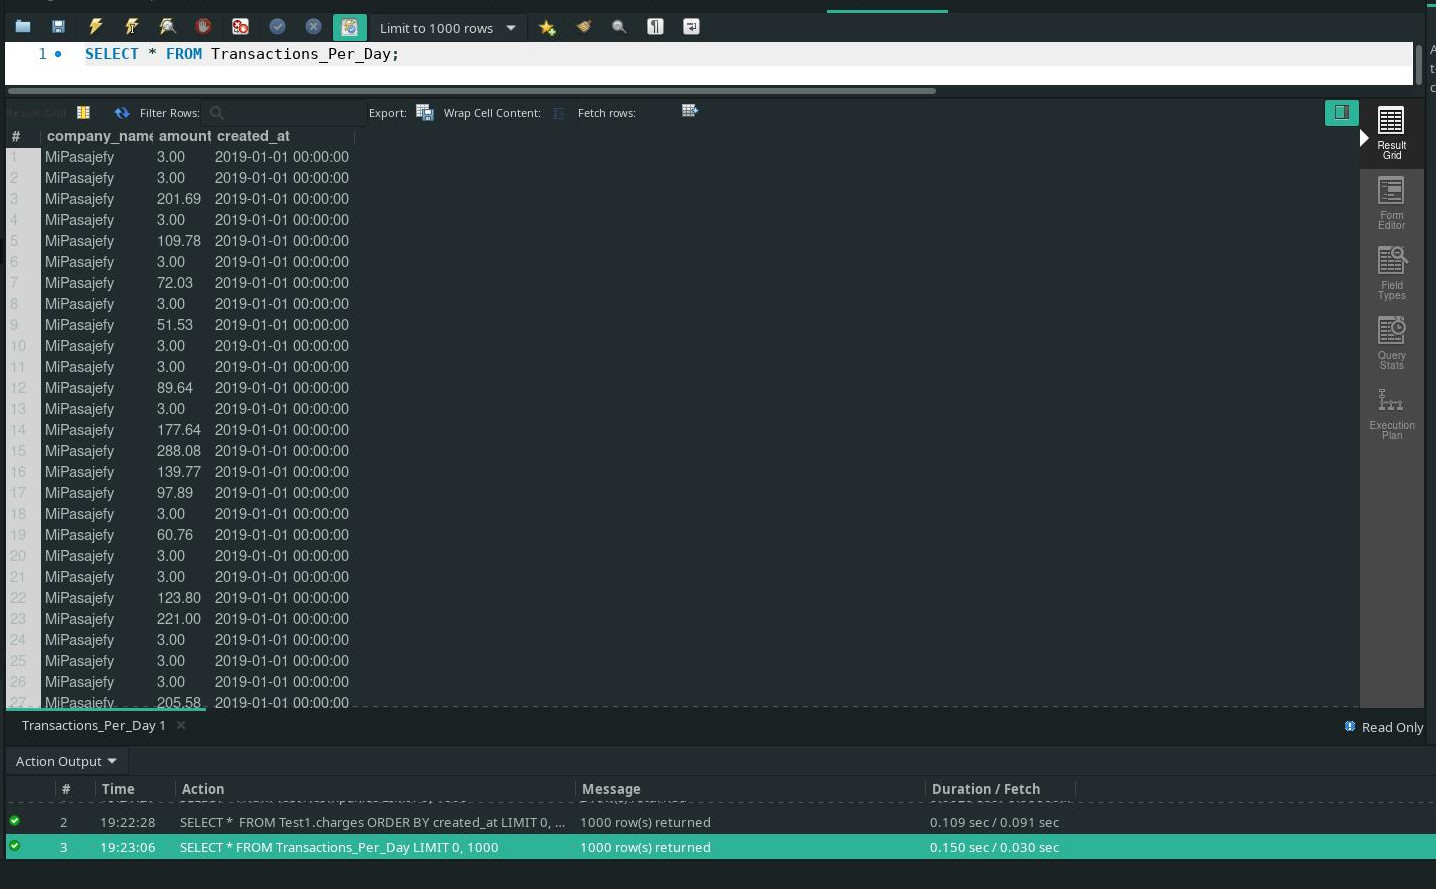 Limit to 1000 rows
1 SELECT * FROM Transactions_Per_Day;
Result Grid Filter Rows: Export: Wrap Cell Content: Fetch rows:
# company_name amount created_at
1 MiPasajefy 3.00 2019-01-01 00:00:00
2 MiPasajefy 3.00 2019-01-01 00:00:00
3 MiPasajefy 201.69 2019-01-01 00:00:00
4 MiPasajefy 3.00 2019-01-01 00:00:00
5 MiPasajefy 109.78 2019-01-01 00:00:00
6 MiPasajefy 3.00 2019-01-01 00:00:00
7 MiPasajefy 72.03 2019-01-01 00:00:00
8 MiPasajefy 3.00 2019-01-01 00:00:00
9 MiPasajefy 51.53 2019-01-01 00:00:00
10 MiPasajefy 3.00 2019-01-01 00:00:00
11 MiPasajefy 3.00 2019-01-01 00:00:00
12 MiPasajefy 89.64 2019-01-01 00:00:00
13 MiPasajefy 3.00 2019-01-01 00:00:00
14 MiPasajefy 177.64 2019-01-01 00:00:00
15 MiPasajefy 288.08 2019-01-01 00:00:00
16 MiPasajefy 139.77 2019-01-01 00:00:00
17 MiPasajefy 97.89 2019-01-01 00:00:00
18 MiPasajefy 3.00 2019-01-01 00:00:00
19 MiPasajefy 60.76 2019-01-01 00:00:00
20 MiPasajefy 3.00 2019-01-01 00:00:00
21 MiPasajefy 3.00 2019-01-01 00:00:00
22 MiPasajefy 123.80 2019-01-01 00:00:00
23 MiPasajefy 221.00 2019-01-01 00:00:00
24 MiPasajefy 3.00 2019-01-01 00:00:00
25 MiPasajefy 3.00 2019-01-01 00:00:00
26 MiPasajefy 3.00 2019-01-01 00:00:00
27 MiPasajefy 205.58 2019-01-01 00:00:00
Result
Grid
Form
Editor
Field
Types
Query
Stats
Execution
Plan
Transactions_Per_Day 1
Read Only
Action Output
# Time Action Message Duration / Fetch
2 19:22:28 SELECT * FROM Test1.charges ORDER BY created_at LIMIT 0, ... 1000 row(s) returned 0.109 sec / 0.091 sec
3 19:23:06 SELECT * FROM Transactions_Per_Day LIMIT 0, 1000 1000 row(s) returned 0.150 sec / 0.030 sec